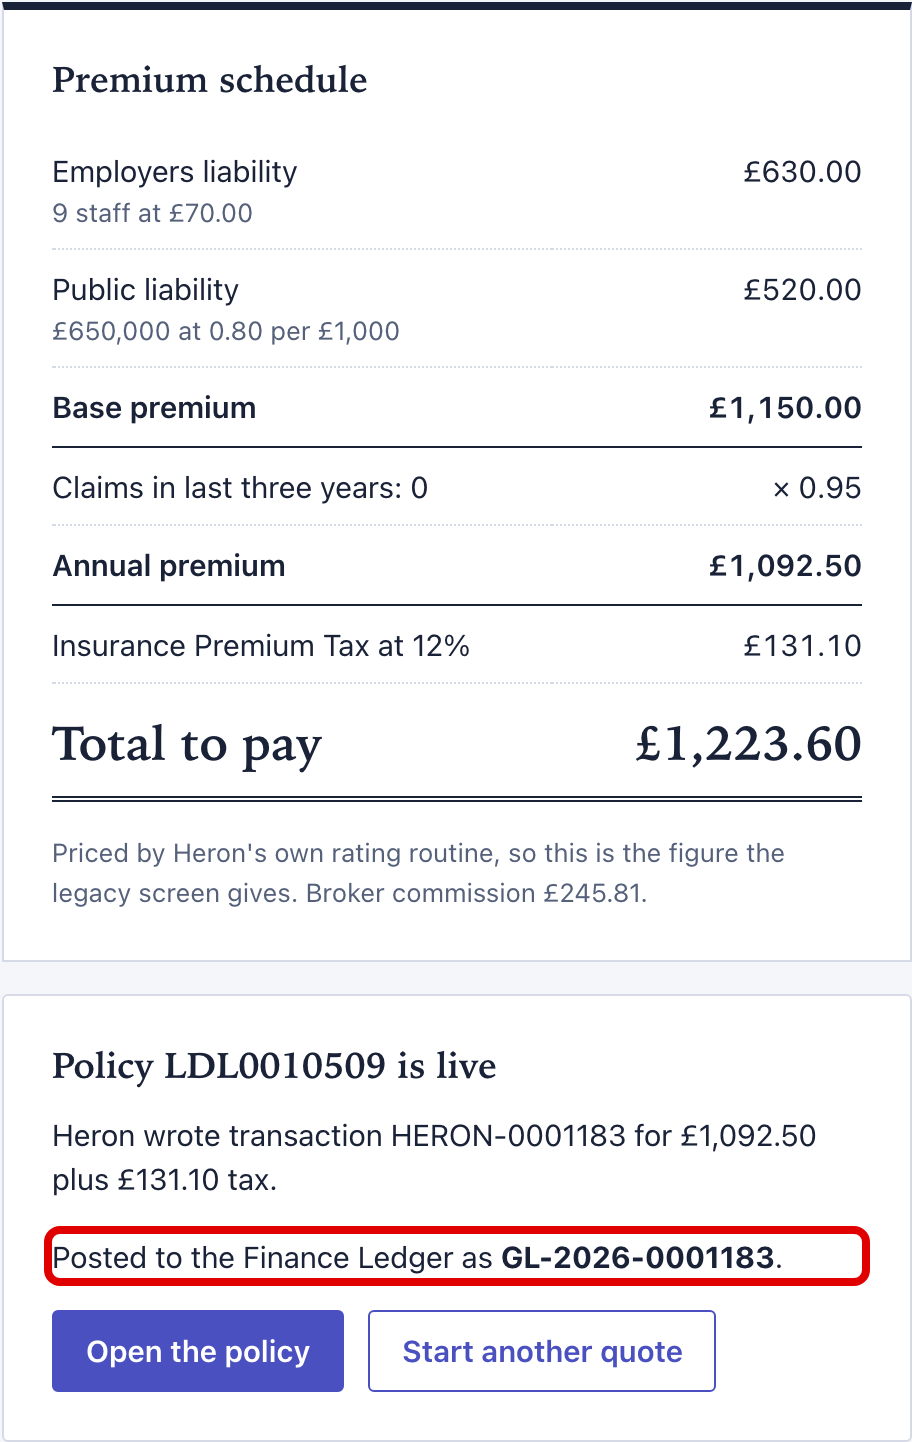 Premium schedule
Employers liability £630.00
9 staff at £70.00
Public liability £520.00
£650,000 at 0.80 per £1,000
Base premium £1,150.00
Claims in last three years: 0 × 0.95
Annual premium £1,092.50
Insurance Premium Tax at 12% £131.10
Total to pay £1,223.60
Priced by Heron's own rating routine, so this is the figure the
legacy screen gives. Broker commission £245.81.
Policy LDL0010509 is live
Heron wrote transaction HERON-0001183 for £1,092.50
plus £131.10 tax.
Posted to the Finance Ledger as GL-2026-0001183.
Open the policy Start another quote